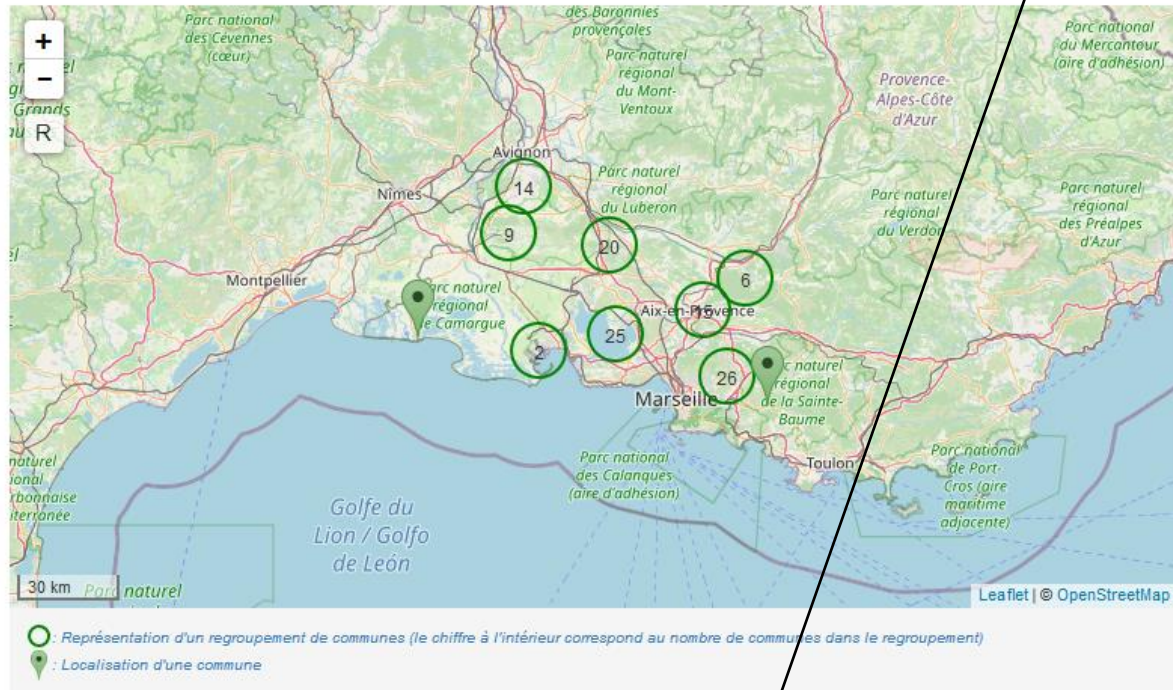 +
−
R
Parc national
des Cévennes
(cœur)
Grands
des Baronnies
provençales
Parc naturel
régional
du Mont-
Ventoux
Provence-
Alpes-Côte
d'Azur
Parc national
du Mercantour
(aire d'adhésion)
Avignon
14
Nîmes
9
Parc naturel
régional
du Luberon
20
Parc naturel
régional
du Verdon
Parc naturel
régional
des Préalpes
d'Azur
Montpellier
Parc naturel
régional
de Camargue
6
Aix-en-Provence
15
2
25
26
Marseille
Parc naturel
régional
de la Sainte-
Baume
Toulon
Parc national
des Calanques
(aire d'adhésion)
Parc national
de Port-
Cros (aire
maritime
adjacente)
Golfe du
Lion / Golfo
de León
30 km
Parc naturel
Leaflet | © OpenStreetMap
: Représentation d'un regroupement de communes (le chiffre à l'intérieur correspond au nombre de communes dans le regroupement)
: Localisation d'une commune